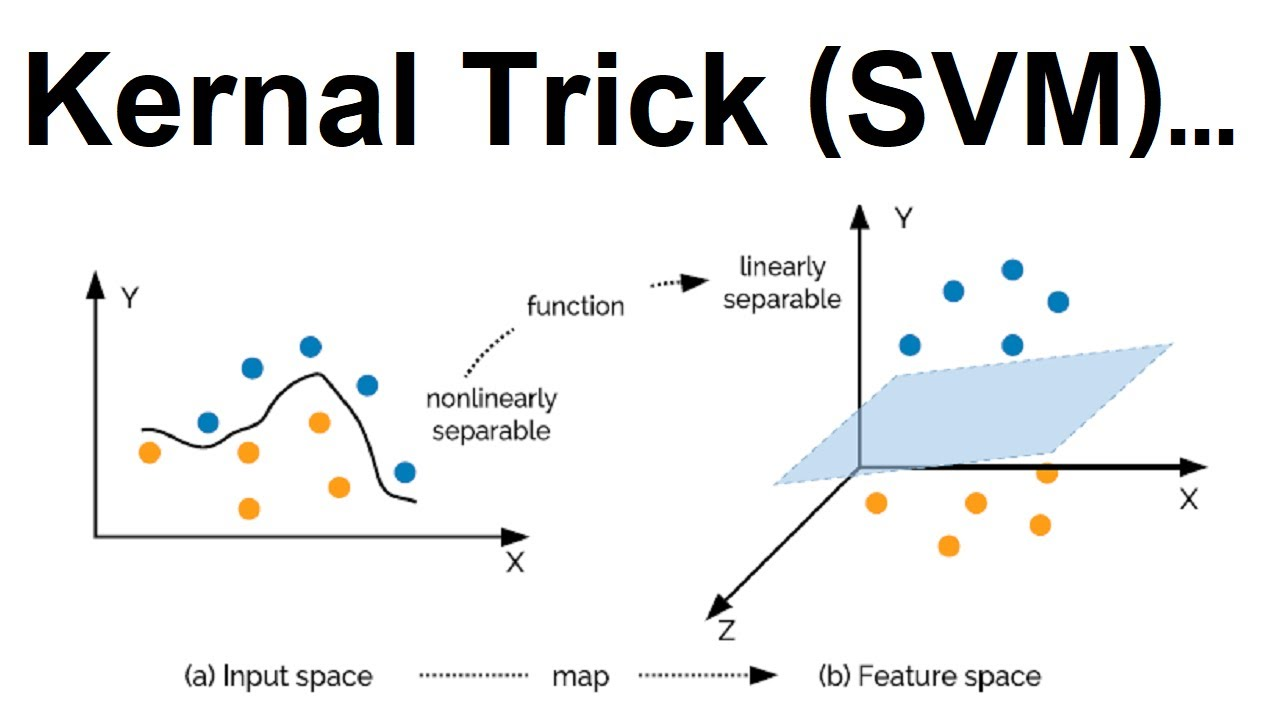 Kernal Trick (SVM)...
Y
function
nonlinearly
separable
X
linearly
separable
Y
X
Z
(a) Input space
map
(b) Feature space